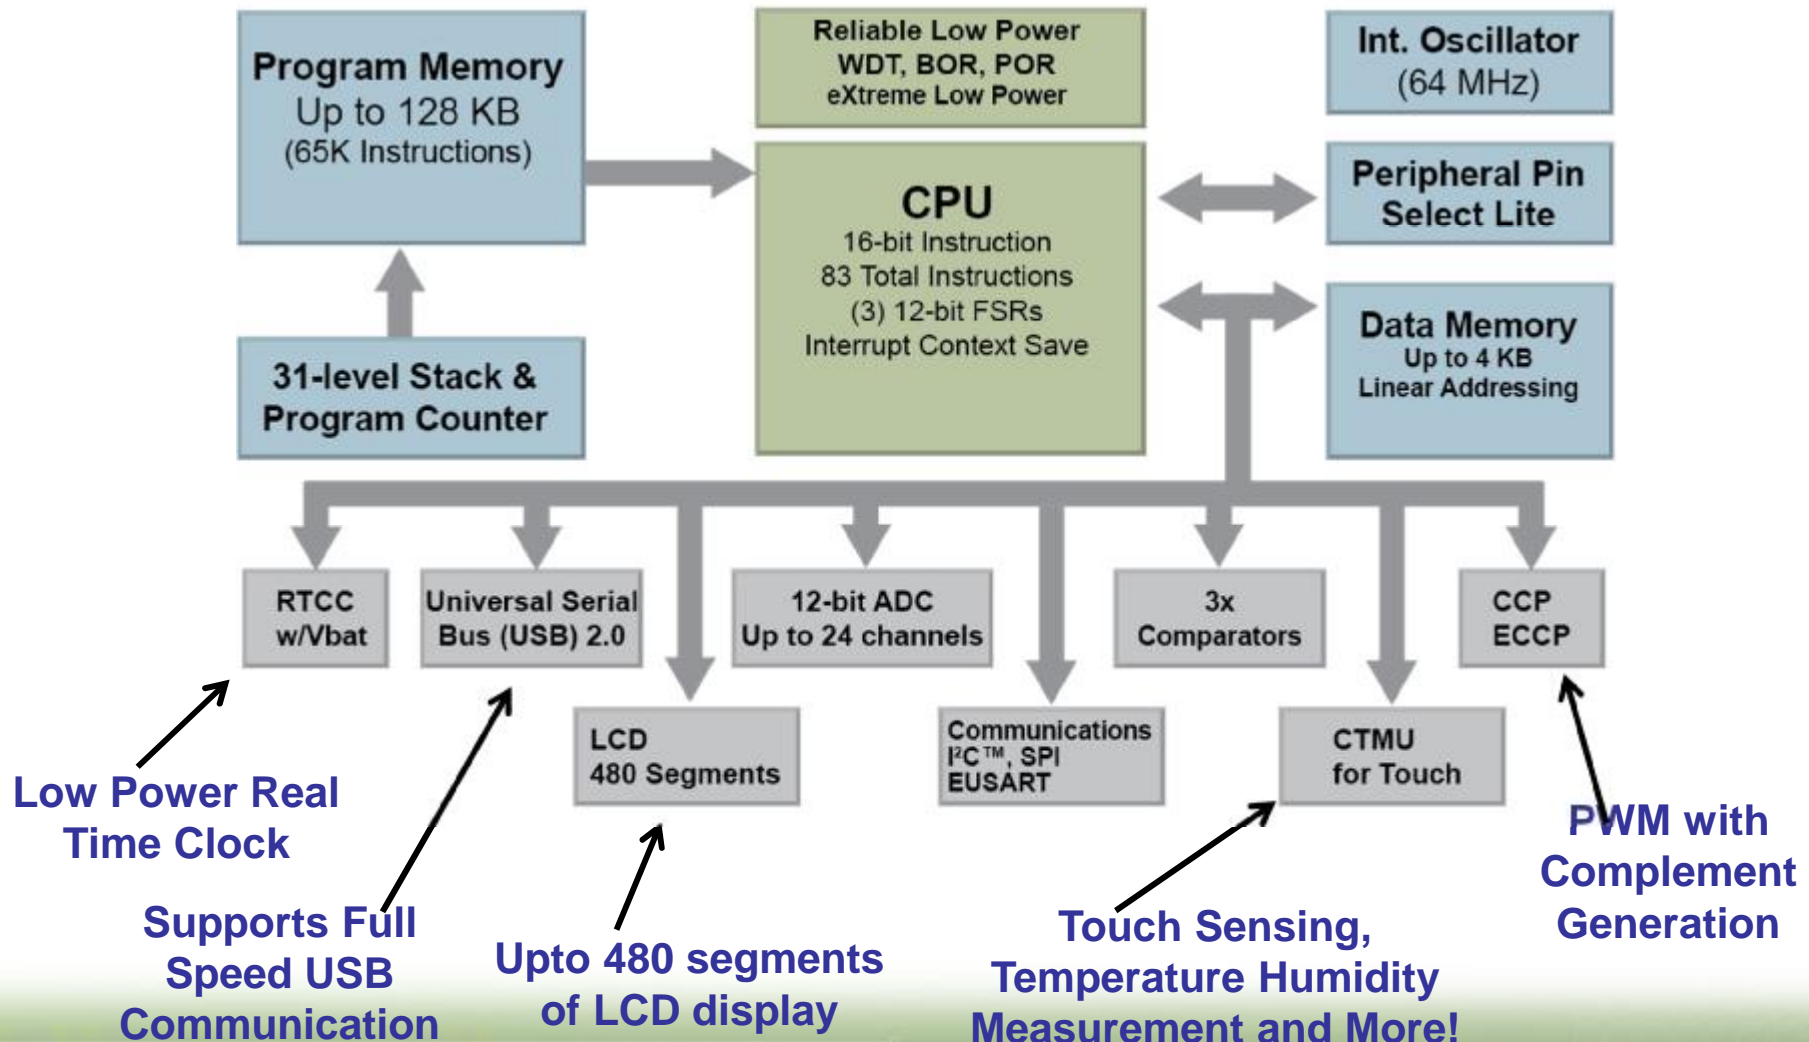 Program Memory
Up to 128 KB
(65K Instructions)
Reliable Low Power
WDT, BOR, POR
eXtreme Low Power
Int. Oscillator
(64 MHz)
CPU
16-bit Instruction
83 Total Instructions
(3) 12-bit FSRs
Interrupt Context Save
Peripheral Pin
Select Lite
31-level Stack &
Program Counter
Data Memory
Up to 4 KB
Linear Addressing
RTCC
w/Vbat
Universal Serial
Bus (USB) 2.0
12-bit ADC
Up to 24 channels
3x
Comparators
CCP
ECCP
LCD
480 Segments
Communications
I²C™, SPI
EUSART
CTMU
for Touch
Low Power Real
Time Clock
Supports Full
Speed USB
Communication
Upto 480 segments
of LCD display
Touch Sensing,
Temperature Humidity
Measurement and More!
PWM with
Complement
Generation